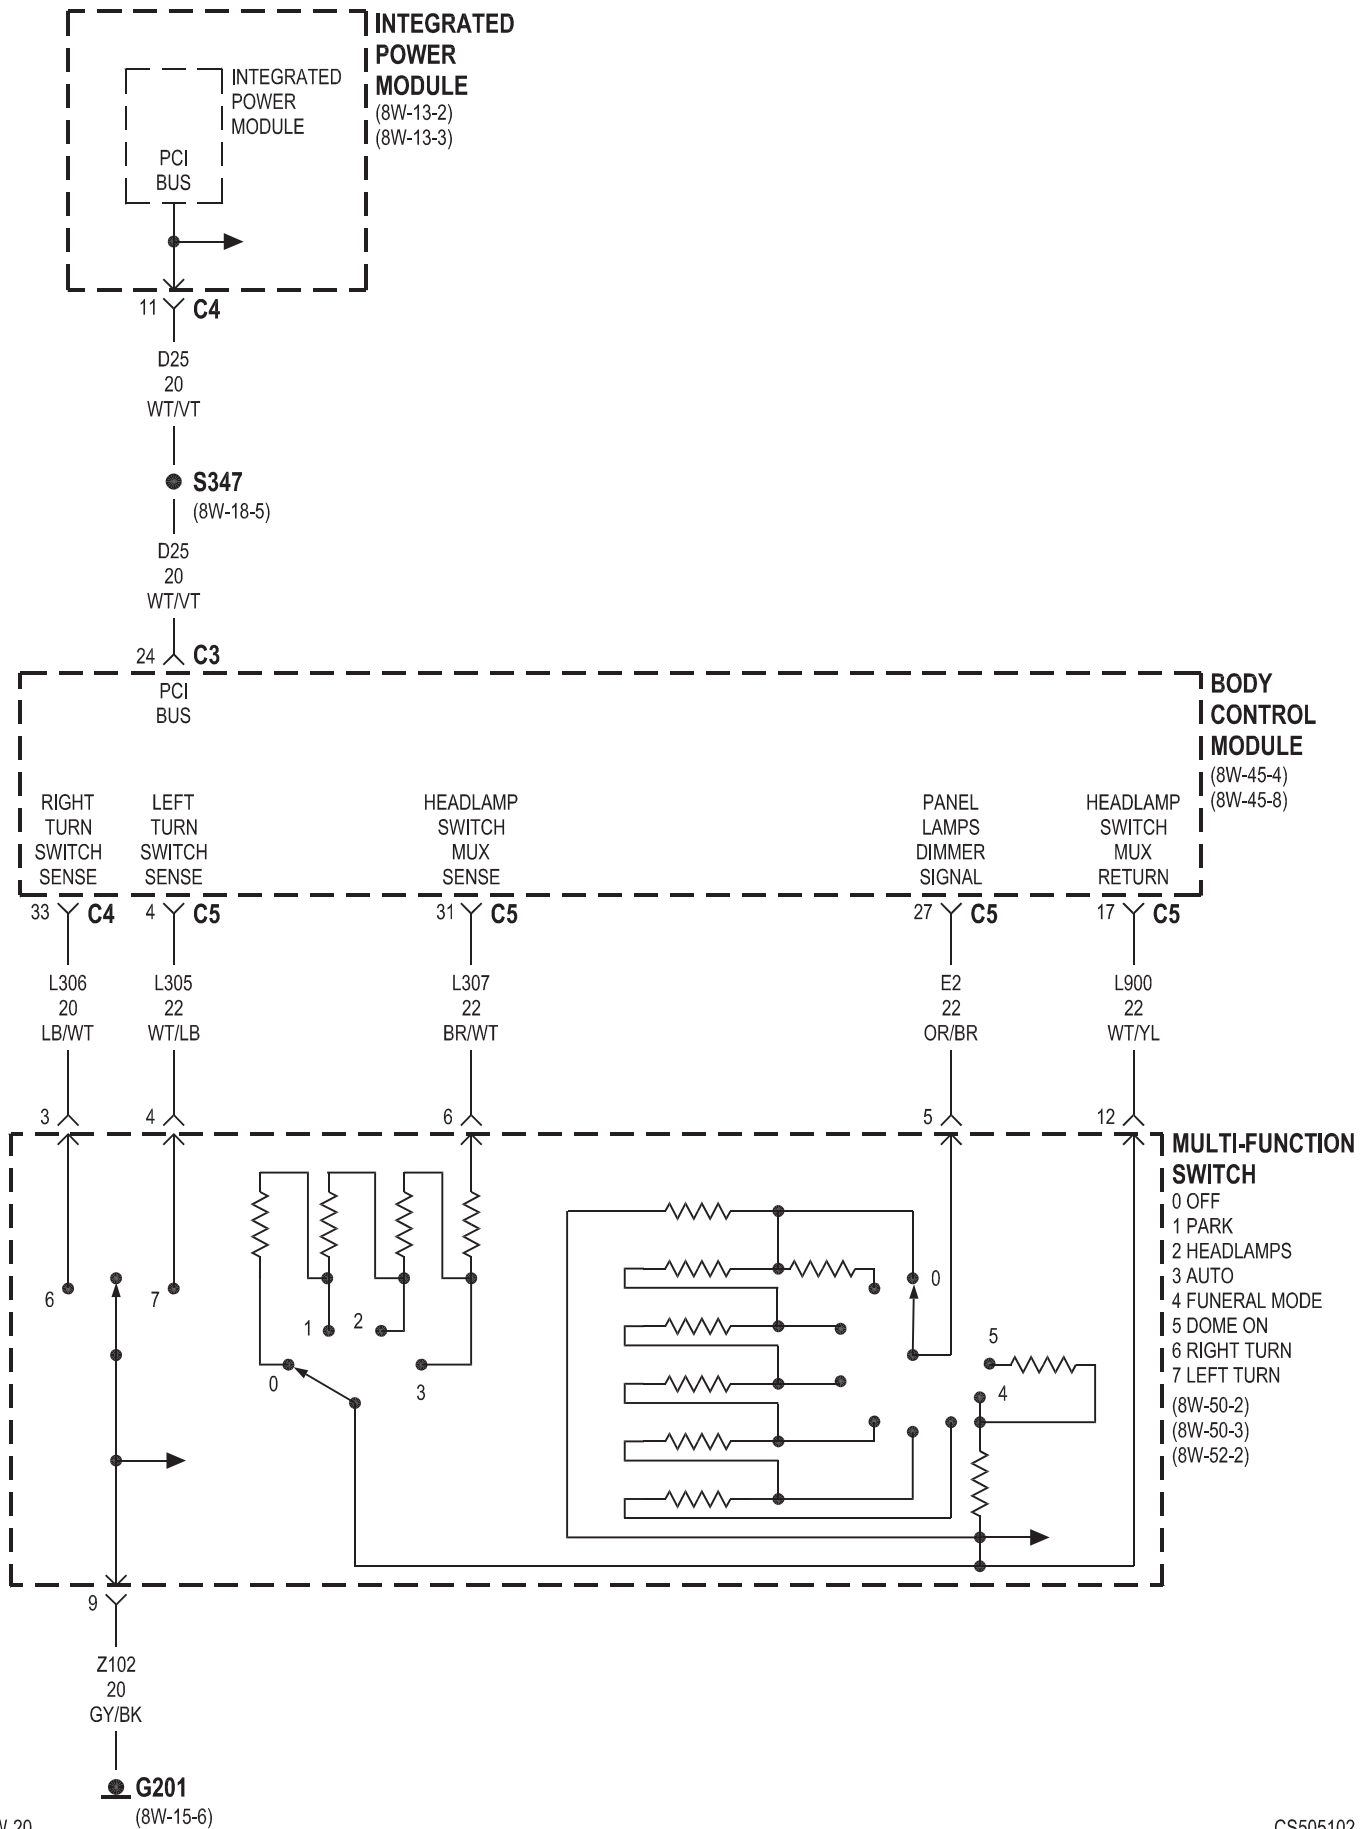 INTEGRATED
POWER
MODULE
(8W-13-2)
(8W-13-3)
INTEGRATED
POWER
MODULE
PCI
BUS
11 C4
D25
20
WT/VT
S347
(8W-18-5)
D25
20
WT/VT
24 C3
PCI
BUS
BODY
CONTROL
MODULE
(8W-45-4)
(8W-45-8)
RIGHT
TURN
SWITCH
SENSE
LEFT
TURN
SWITCH
SENSE
HEADLAMP
SWITCH
MUX
SENSE
PANEL
LAMPS
DIMMER
SIGNAL
HEADLAMP
SWITCH
MUX
RETURN
33 C4
4 C5
31 C5
27 C5
17 C5
L306
20
LB/WT
L305
22
WT/LB
L307
22
BR/WT
E2
22
OR/BR
L900
22
WT/YL
3
4
6
5
12
MULTI-FUNCTION
SWITCH
0 OFF
1 PARK
2 HEADLAMPS
3 AUTO
4 FUNERAL MODE
5 DOME ON
6 RIGHT TURN
7 LEFT TURN
(8W-50-2)
(8W-50-3)
(8W-52-2)
6
7
1
2
0
3
0
5
4
9
Z102
20
GY/BK
G201
(8W-15-6)
20
CS505102